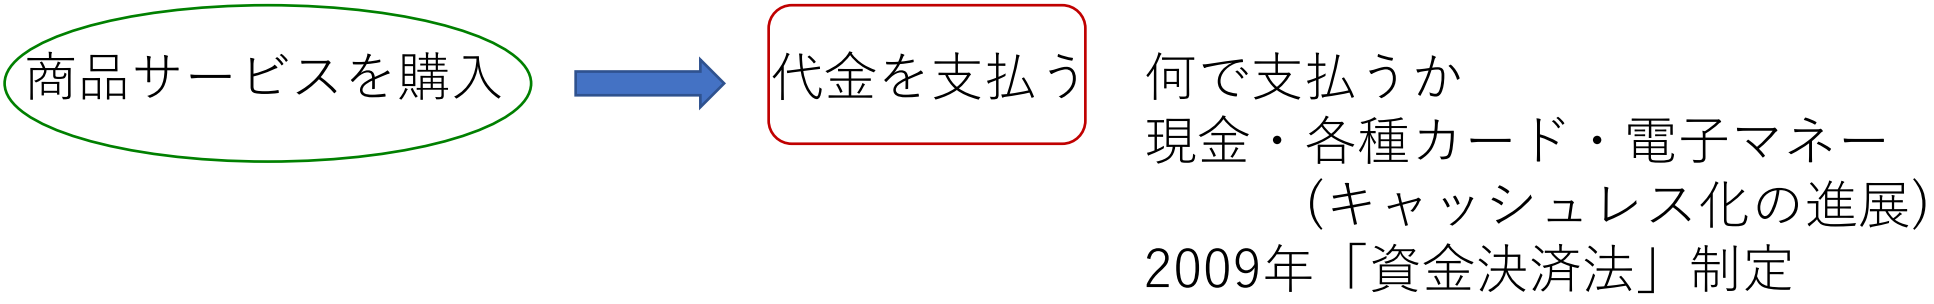 商品サービスを購入
代金を支払う
何で支払うか
現金・各種カード・電子マネー
(キャッシュレス化の進展)
2009年「資金決済法」制定